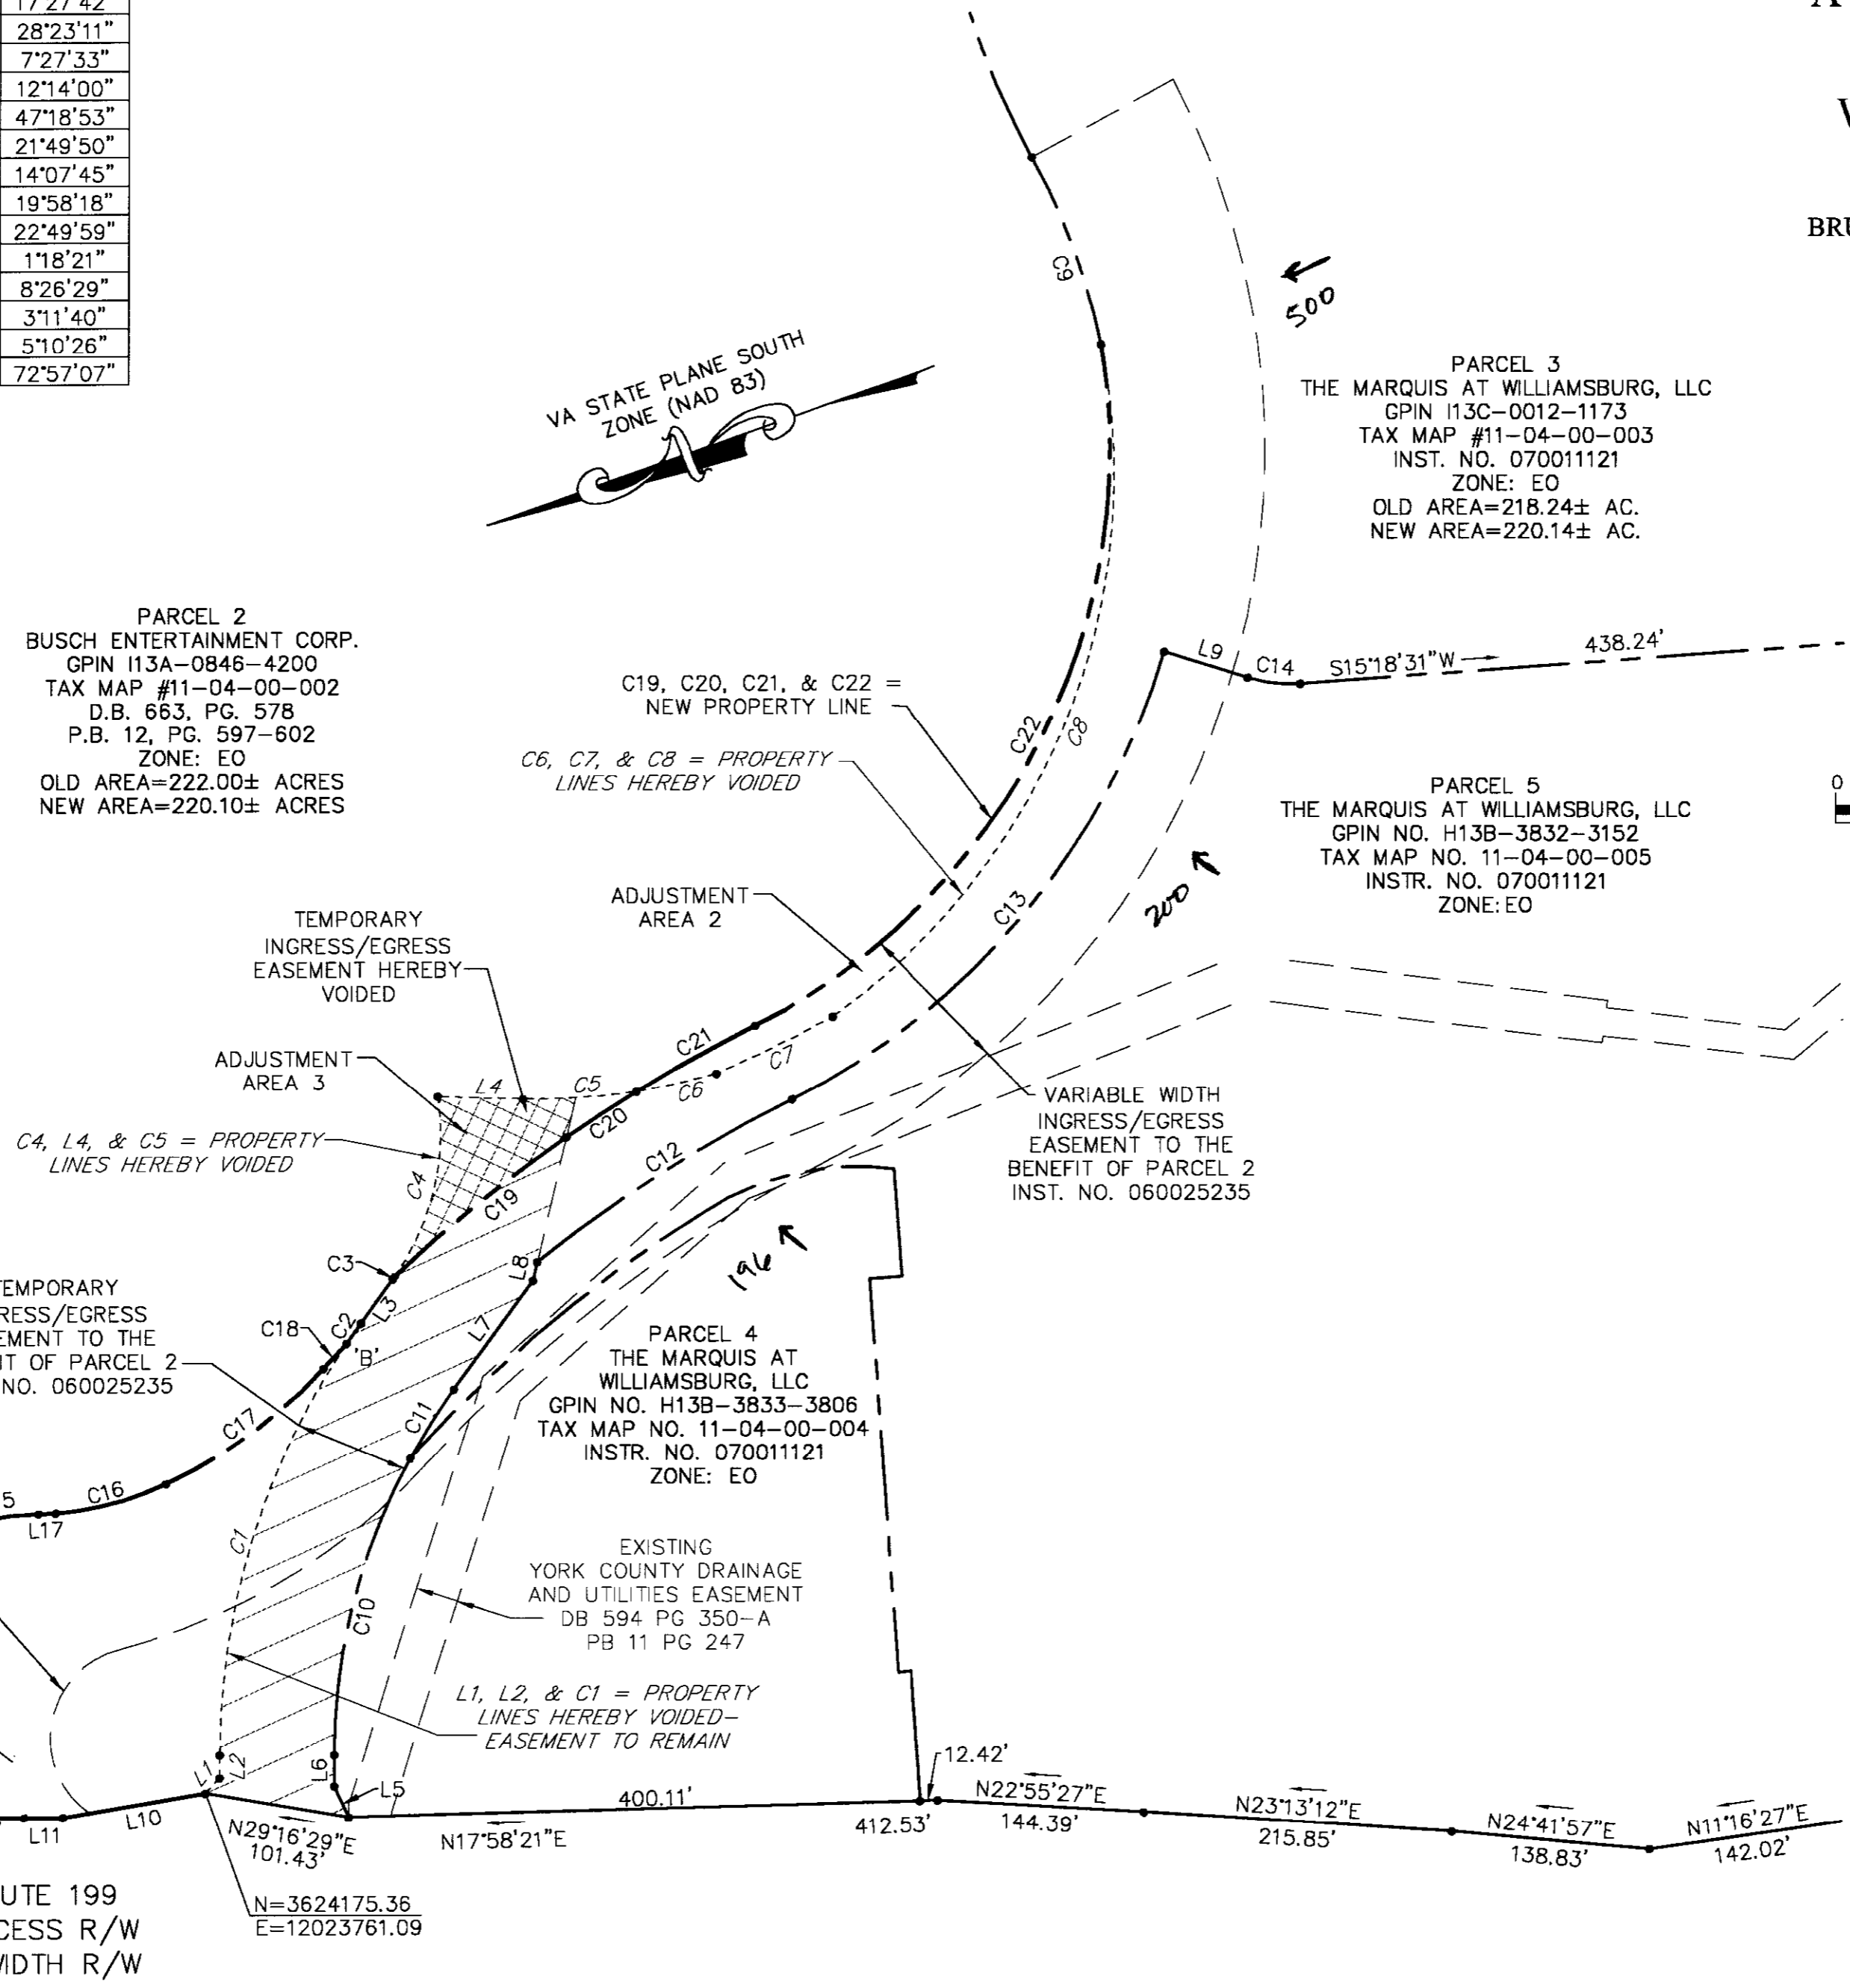 17°27'42"
28°23'11"
7°27'33"
12°14'00"
47°18'53"
21°49'50"
14°07'45"
19°58'18"
22°49'59"
1°18'21"
8°26'29"
3°11'40"
5°10'26"
72°57'07"
BRU
C9
500
VA STATE PLANE SOUTH
ZONE (NAD 83)
N
PARCEL 3
THE MARQUIS AT WILLIAMSBURG, LLC
GPIN I13C-0012-1173
TAX MAP #11-04-00-003
INST. NO. 070011121
ZONE: EO
OLD AREA=218.24± AC.
NEW AREA=220.14± AC.
PARCEL 2
BUSCH ENTERTAINMENT CORP.
GPIN I13A-0846-4200
TAX MAP #11-04-00-002
D.B. 663, PG. 578
P.B. 12, PG. 597-602
ZONE: EO
OLD AREA=222.00± ACRES
NEW AREA=220.10± ACRES
L9
C14
S15°18'31"W
438.24'
C19, C20, C21, & C22 =
NEW PROPERTY LINE
C22
C8
C6, C7, & C8 = PROPERTY
LINES HEREBY VOIDED
PARCEL 5
THE MARQUIS AT WILLIAMSBURG, LLC
GPIN NO. H13B-3832-3152
TAX MAP NO. 11-04-00-005
INSTR. NO. 070011121
ZONE: EO
0
ADJUSTMENT
AREA 2
C13
200
TEMPORARY
INGRESS/EGRESS
EASEMENT HEREBY
VOIDED
ADJUSTMENT
AREA 3
C21
C7
L4
C5
C6
C20
VARIABLE WIDTH
INGRESS/EGRESS
EASEMENT TO THE
BENEFIT OF PARCEL 2
INST. NO. 060025235
C4, L4, & C5 = PROPERTY
LINES HEREBY VOIDED
C4
C19
C12
196
C3
L8
L3
C2
C18
'B'
L7
TEMPORARY
RESS/EGRESS
EMENT TO THE
IT OF PARCEL 2
NO. 060025235
PARCEL 4
THE MARQUIS AT
WILLIAMSBURG, LLC
GPIN NO. H13B-3833-3806
TAX MAP NO. 11-04-00-004
INSTR. NO. 070011121
ZONE: EO
C11
C17
5
C16
L17
C1
EXISTING
YORK COUNTY DRAINAGE
AND UTILITIES EASEMENT
DB 594 PG 350-A
PB 11 PG 247
C10
L1, L2, & C1 = PROPERTY
LINES HEREBY VOIDED-
EASEMENT TO REMAIN
L1
L2
L6
L5
L10
L11
N29°16'29"E
101.43'
400.11'
N17°58'21"E
12.42'
412.53'
N22°55'27"E
144.39'
N23°13'12"E
215.85'
N24°41'57"E
138.83'
N11°16'27"E
142.02'
N=3624175.36
E=12023761.09
UTE 199
CESS R/W
WIDTH R/W